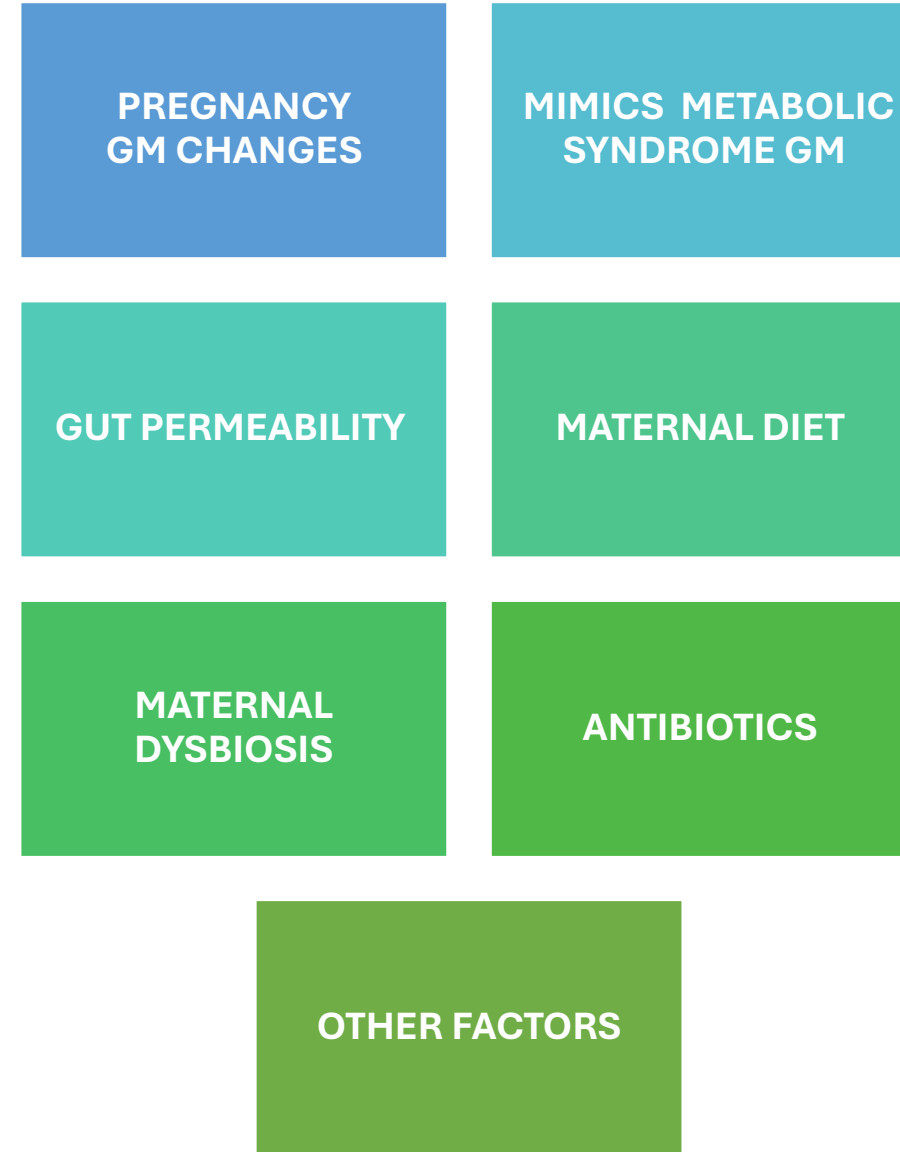 PREGNANCY
GM CHANGES
MIMICS  METABOLIC
SYNDROME GM
GUT PERMEABILITY
MATERNAL DIET
MATERNAL
DYSBIOSIS
ANTIBIOTICS
OTHER FACTORS